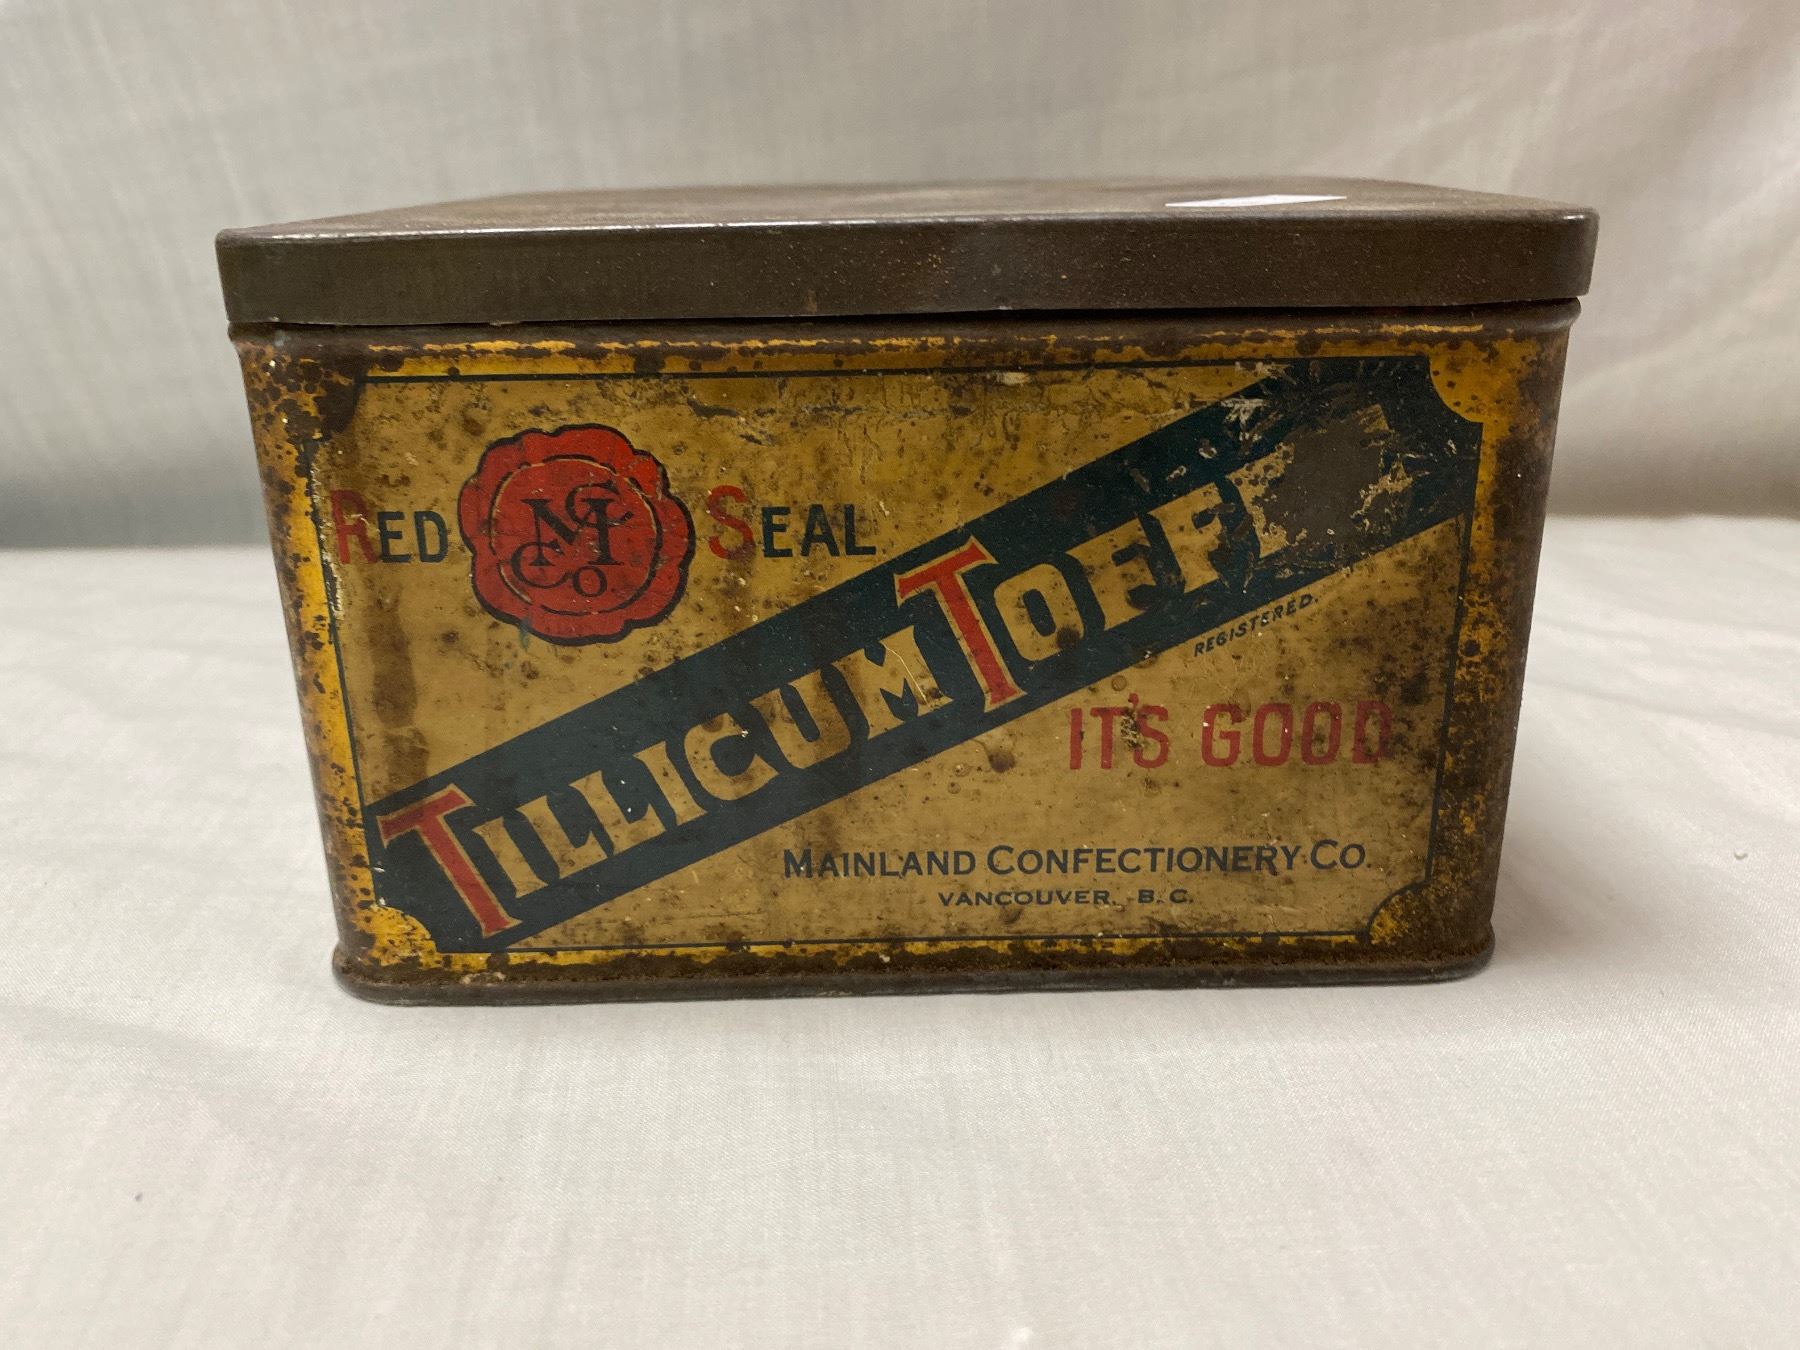 RED SEAL
MCCo
TILLICUM TOFF
REGISTERED.
IT'S GOOD
MAINLAND CONFECTIONERY CO.
VANCOUVER, B.C.